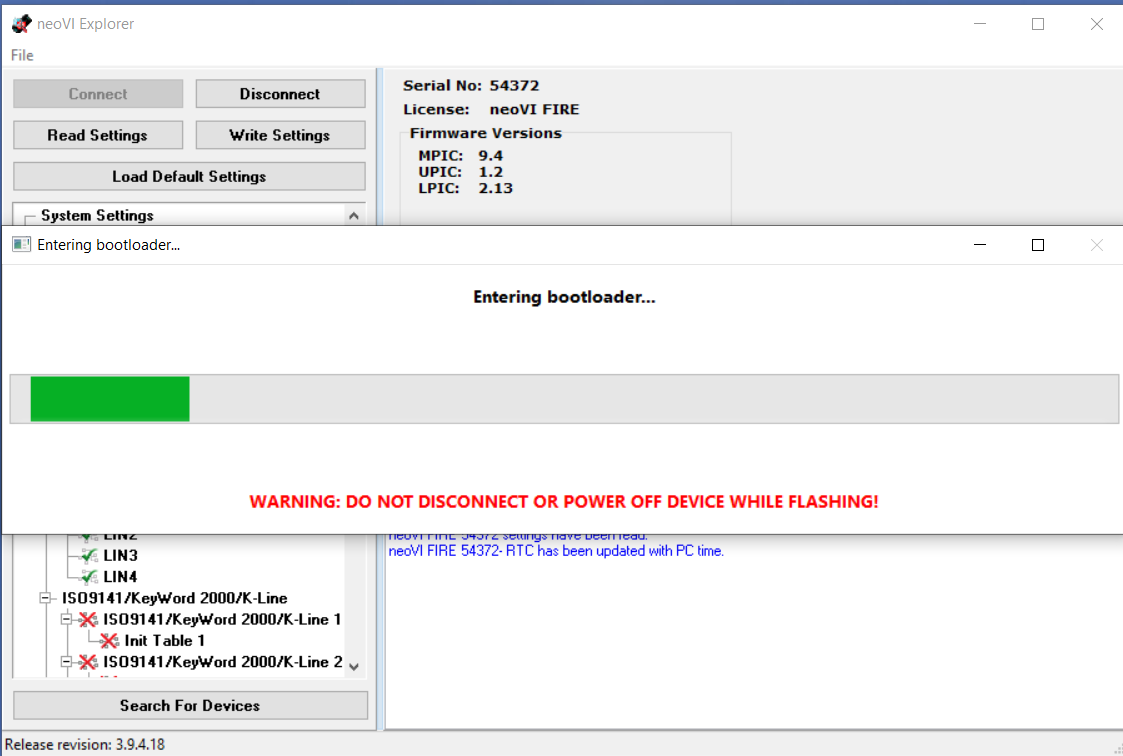 neoVI Explorer
File
Connect
Disconnect
Read Settings
Write Settings
Load Default Settings
System Settings
Serial No: 54372
License: neoVI FIRE
Firmware Versions
MPIC: 9.4
UPIC: 1.2
LPIC: 2.13
Entering bootloader...
Entering bootloader...
WARNING: DO NOT DISCONNECT OR POWER OFF DEVICE WHILE FLASHING!
LIN2
LIN3
LIN4
ISO9141/KeyWord 2000/K-Line
ISO9141/KeyWord 2000/K-Line 1
Init Table 1
ISO9141/KeyWord 2000/K-Line 2
neoVI FIRE 54372 settings have been read.
neoVI FIRE 54372- RTC has been updated with PC time.
Search For Devices
Release revision: 3.9.4.18